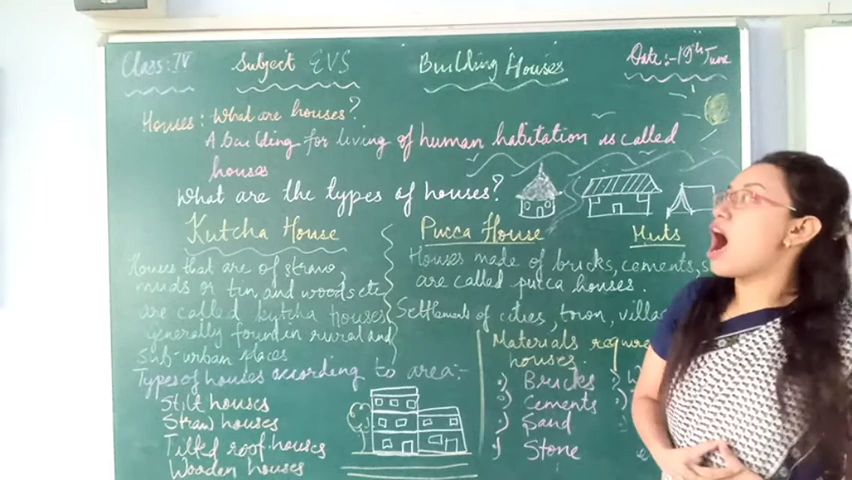 Class:- IV Subject EVS Building Houses Date:-19th June
Houses: What are houses?
A building for living of human habitation is called
houses
What are the types of houses?
Kutcha House Pucca House Huts
Houses that are of straw,
muds or tin, and woods etc
are called kutcha houses
generally found in rural and
Sub-urban places
Houses made of bricks, cements, s
are called pucca houses.
Settlements of cities, town, villa
Types of houses according to area:-
Stilt houses
Straw houses
Tilted roof houses
Wooden houses
Materials require
houses.
Bricks
Cements
Sand
Stone